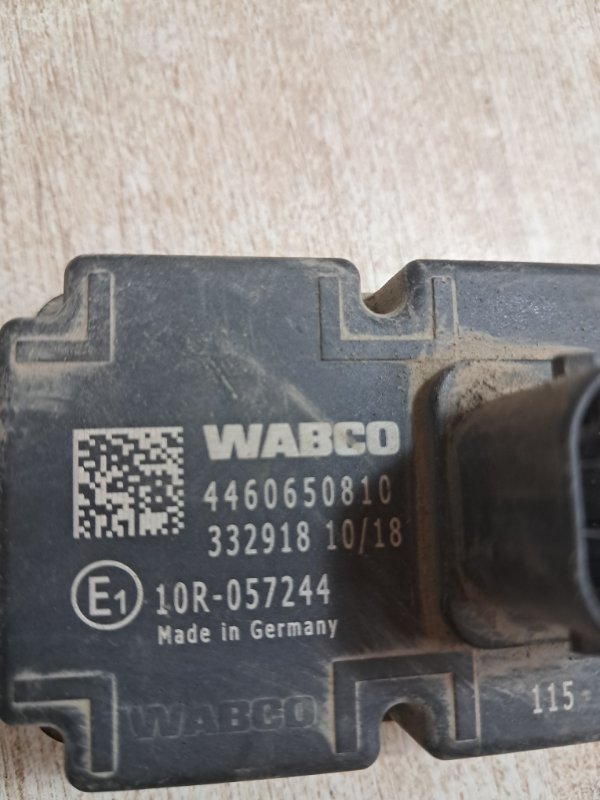 WABCO
4460650810
332918 10/18
E1 10R-057244
Made in Germany
WABCO
115